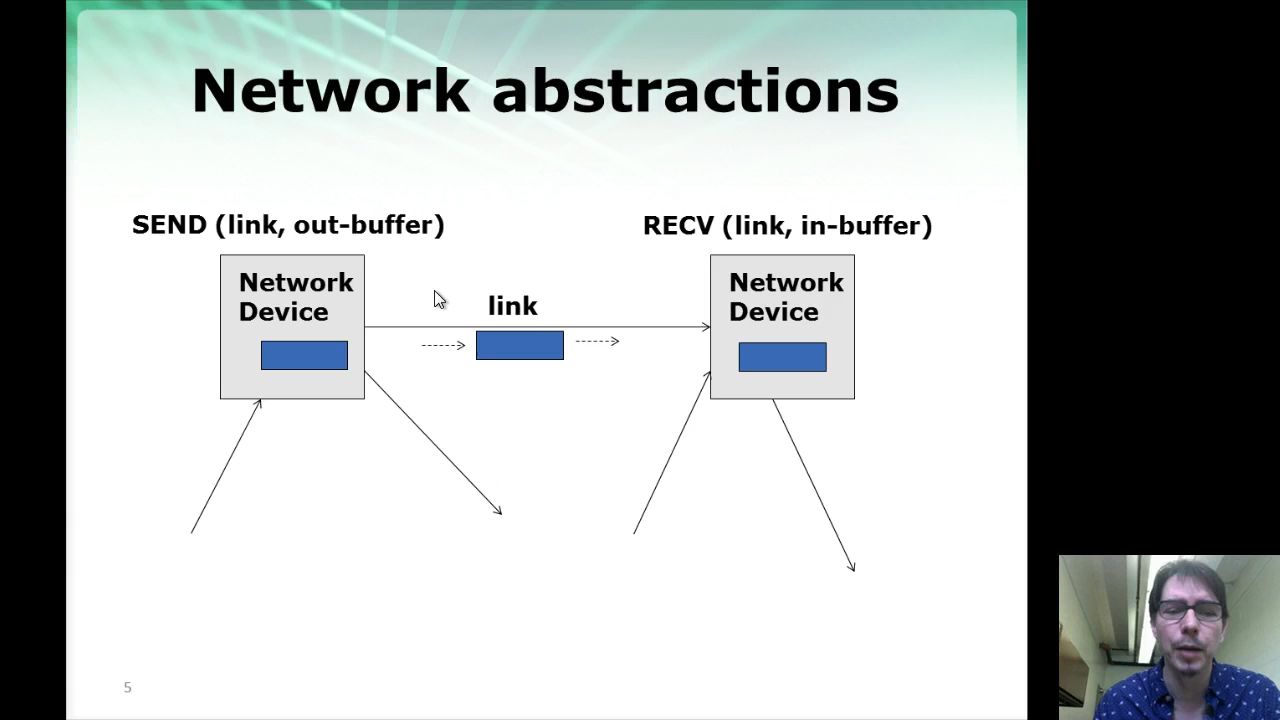 Network abstractions
SEND (link, out-buffer)
RECV (link, in-buffer)
Network
Device
link
Network
Device
5